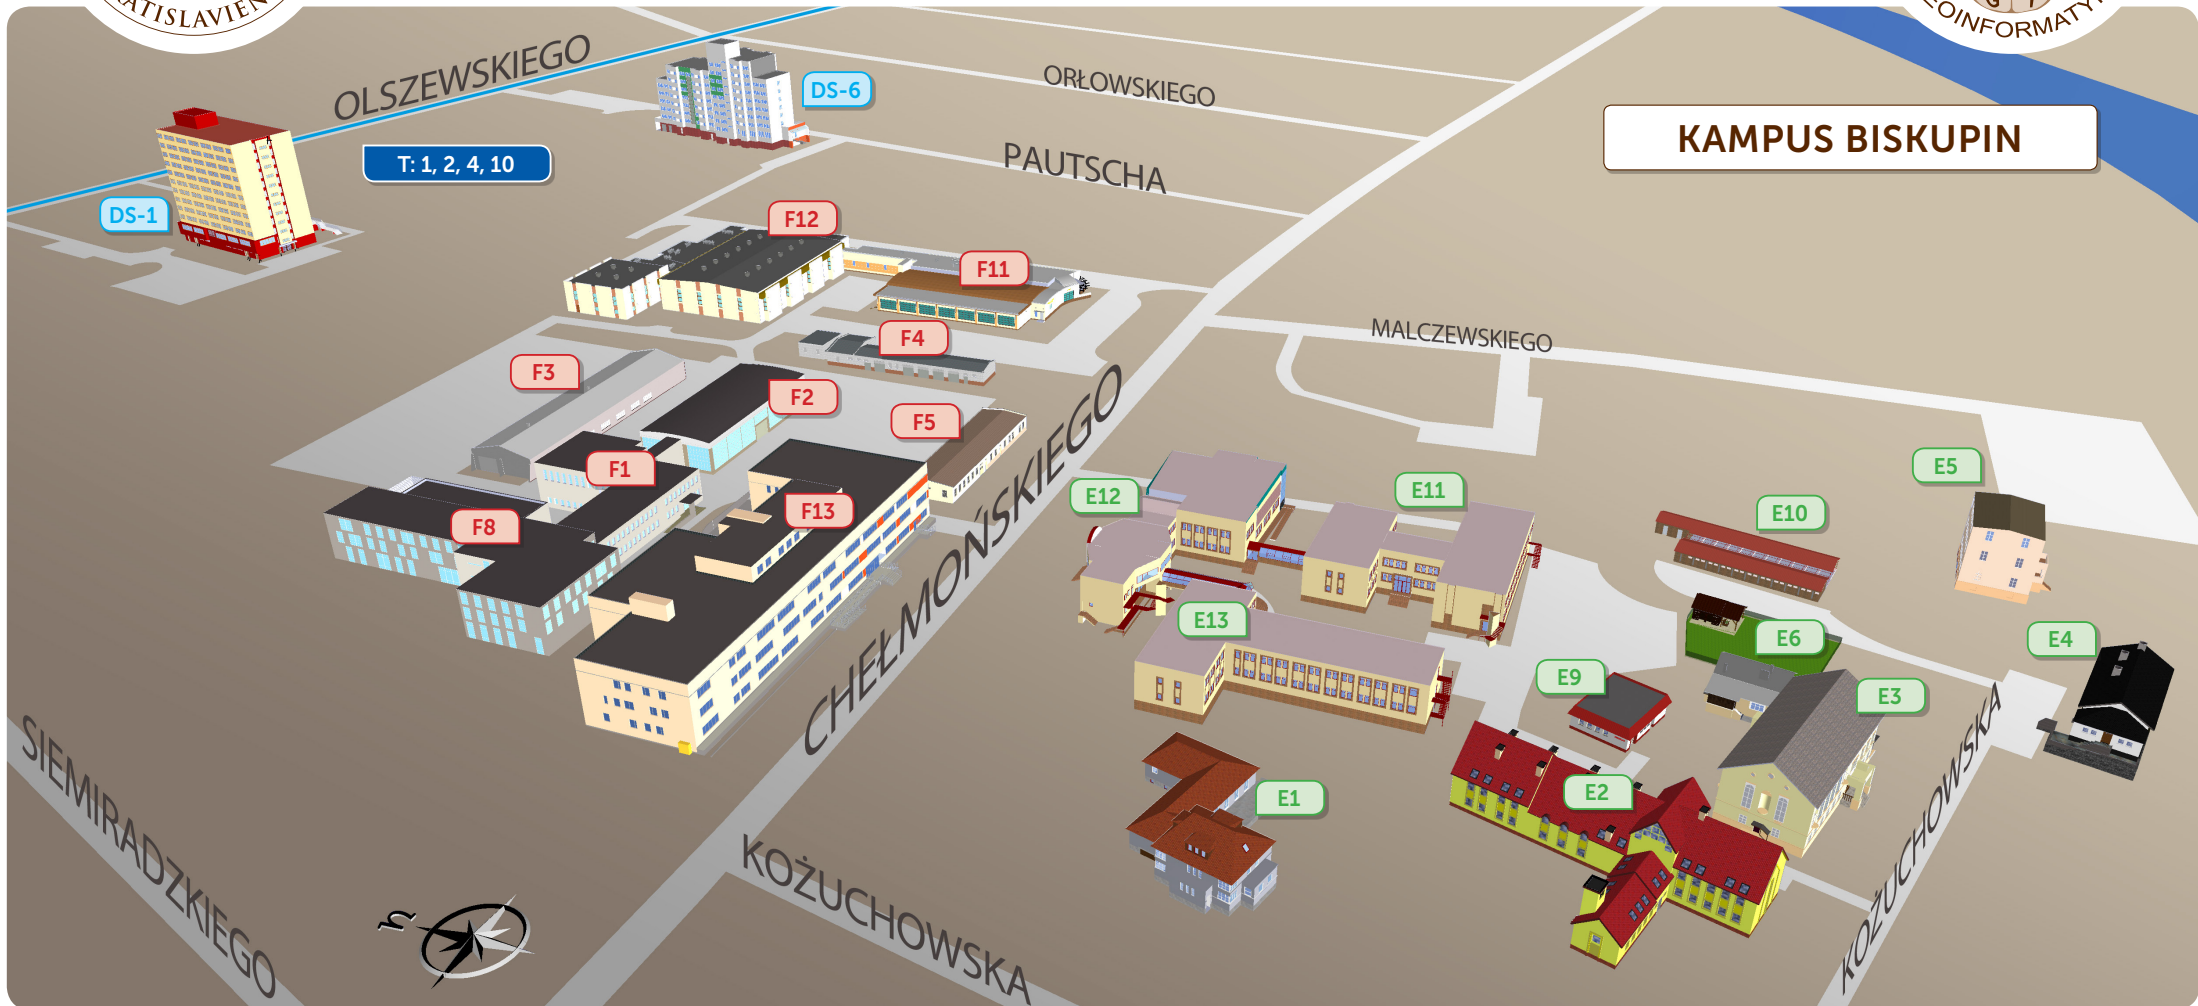 OLSZEWSKIEGO
DS-6
ORŁOWSKIEGO
KAMPUS BISKUPIN
T: 1, 2, 4, 10
PAUTSCHA
DS-1
F12
F11
F4
MALCZEWSKIEGO
F3
F2
F5
F1
F8
F13
CHEŁMOŃSKIEGO
E12
E11
E5
E10
E13
E6
E4
E9
E3
E2
E1
SIEMIRADZKIEGO
KOŻUCHOWSKA
KOŻUCHOWSKA
n